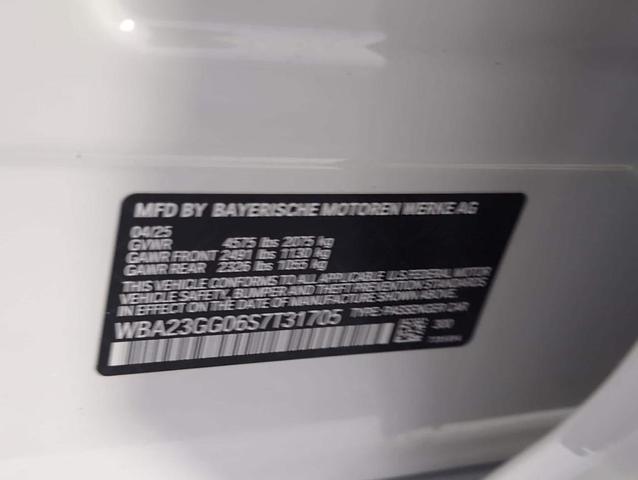 MFD BY BAYERISCHE MOTOREN WERKE AG
04/25
GVWR 4575 lbs 2075 kg
GAWR FRONT 2491 lbs 1130 kg
GAWR REAR 2326 lbs 1055 kg
THIS VEHICLE CONFORMS TO ALL APPLICABLE U.S FEDERAL MOTOR
VEHICLE SAFETY, BUMPER, AND THEFT PREVENTION STANDARDS
IN EFFECT ON THE DATE OF MANUFACTURE SHOWN ABOVE.
WBA23GG06S7T31705 TYPE:PASSENGER CAR
300